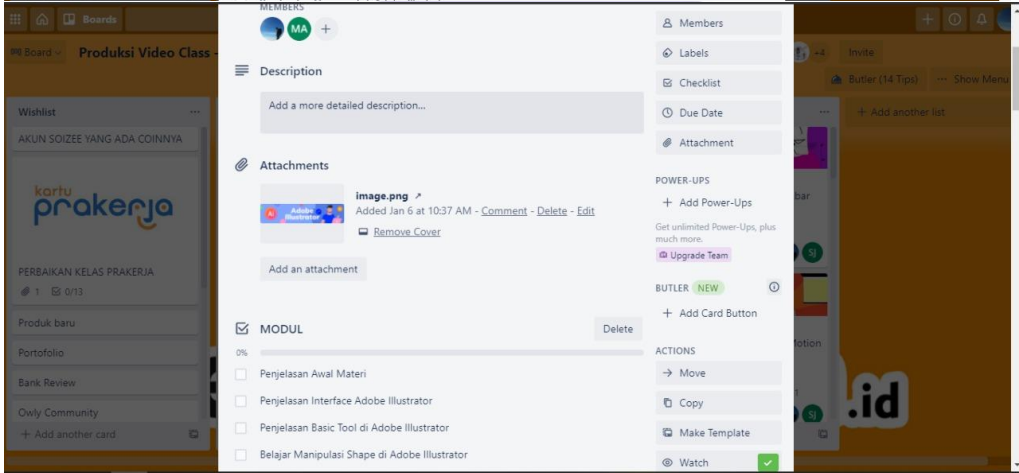 Boards
Board
Produksi Video Class -
+4
Invite
Butler (14 Tips)
Show Menu
Wishlist
AKUN SOIZEE YANG ADA COINNYA
kartu
prakerja
PERBAIKAN KELAS PRAKERJA
1
0/13
Produk baru
Portofolio
Bank Review
Owly Community
+ Add another card
MEMBERS
MA
+
Description
Add a more detailed description...
Attachments
Ai
Adobe
Illustrator
image.png ↗
Added Jan 6 at 10:37 AM - Comment - Delete - Edit
Remove Cover
Add an attachment
MODUL
Delete
0%
Penjelasan Awal Materi
Penjelasan Interface Adobe Illustrator
Penjelasan Basic Tool di Adobe Illustrator
Belajar Manipulasi Shape di Adobe Illustrator
Members
Labels
Checklist
Due Date
Attachment
POWER-UPS
+ Add Power-Ups
Get unlimited Power-Ups, plus
much more.
Upgrade Team
BUTLER NEW
+ Add Card Button
ACTIONS
→ Move
Copy
Make Template
Watch
+ Add another list
bar
SJ
otion
SJ
.id